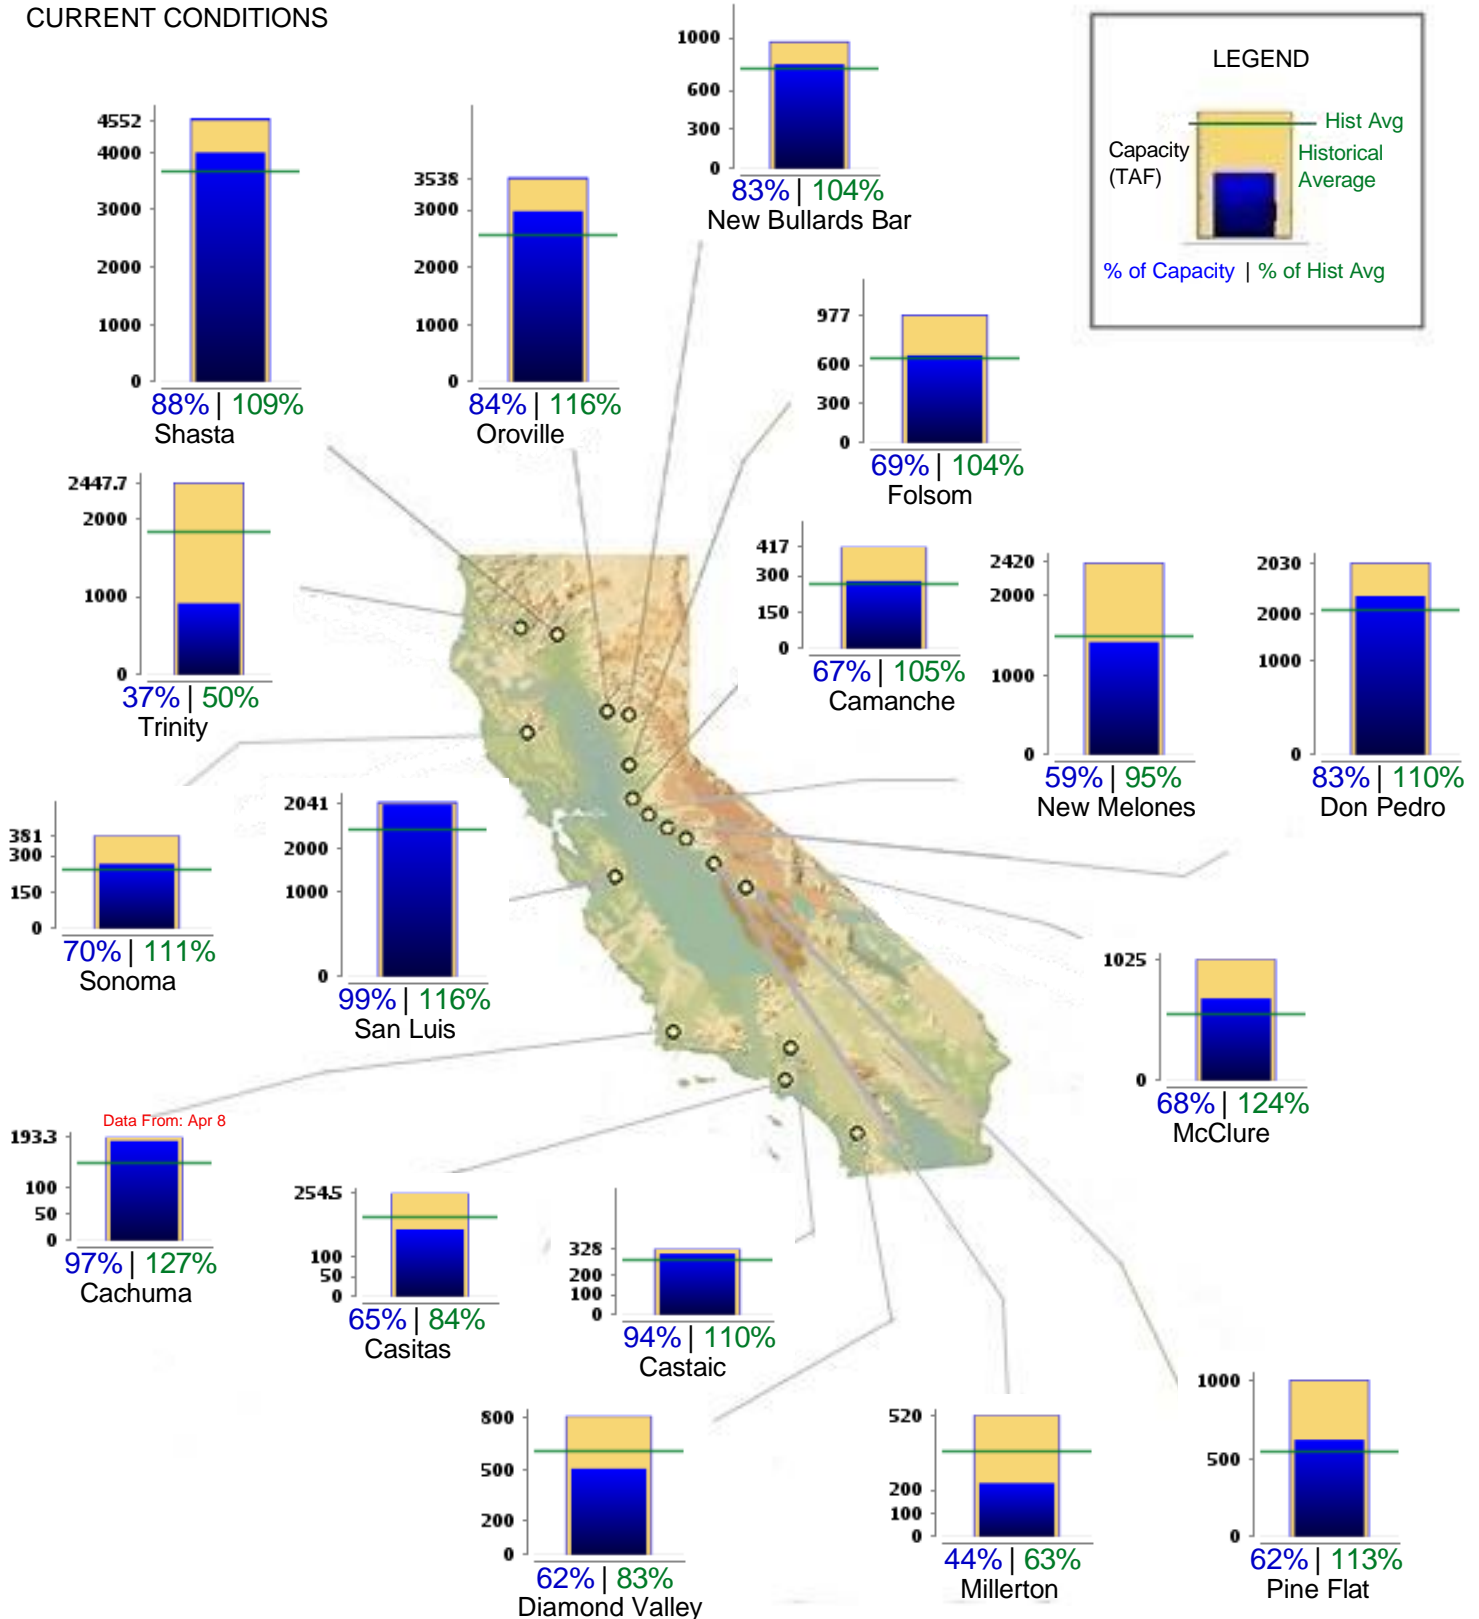 CURRENT CONDITIONS
1000
600
300
0
83% | 104%
New Bullards Bar
LEGEND
Hist Avg
Capacity
(TAF)
Historical
Average
% of Capacity | % of Hist Avg
4552
4000
3000
2000
1000
0
88% | 109%
Shasta
3538
3000
2000
1000
0
84% | 116%
Oroville
977
600
300
0
69% | 104%
Folsom
2447.7
2000
1000
0
37% | 50%
Trinity
417
300
150
0
67% | 105%
Camanche
2420
2000
1000
0
59% | 95%
New Melones
2030
2000
1000
0
83% | 110%
Don Pedro
381
300
150
0
70% | 111%
Sonoma
2041
2000
1000
0
99% | 116%
San Luis
1025
0
68% | 124%
McClure
Data From: Apr 8
193.3
100
50
0
97% | 127%
Cachuma
254.5
100
50
0
65% | 84%
Casitas
328
200
100
0
94% | 110%
Castaic
800
500
200
0
62% | 83%
Diamond Valley
520
200
100
0
44% | 63%
Millerton
1000
500
0
62% | 113%
Pine Flat